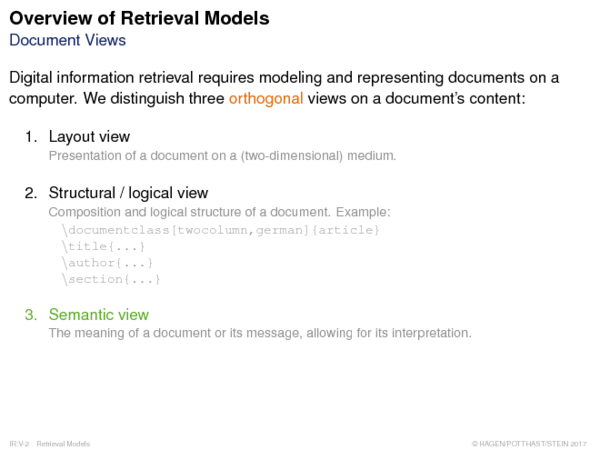 Overview of Retrieval Models
Document Views
Digital information retrieval requires modeling and representing documents on a
computer. We distinguish three orthogonal views on a document's content:
1. Layout view
Presentation of a document on a (two-dimensional) medium.
2. Structural / logical view
Composition and logical structure of a document. Example:
\documentclass[twocolumn,german]{article}
\title{...}
\author{...}
\section{...}
3. Semantic view
The meaning of a document or its message, allowing for its interpretation.
IR:V-2 Retrieval Models
© HAGEN/POTTHAST/STEIN 2017